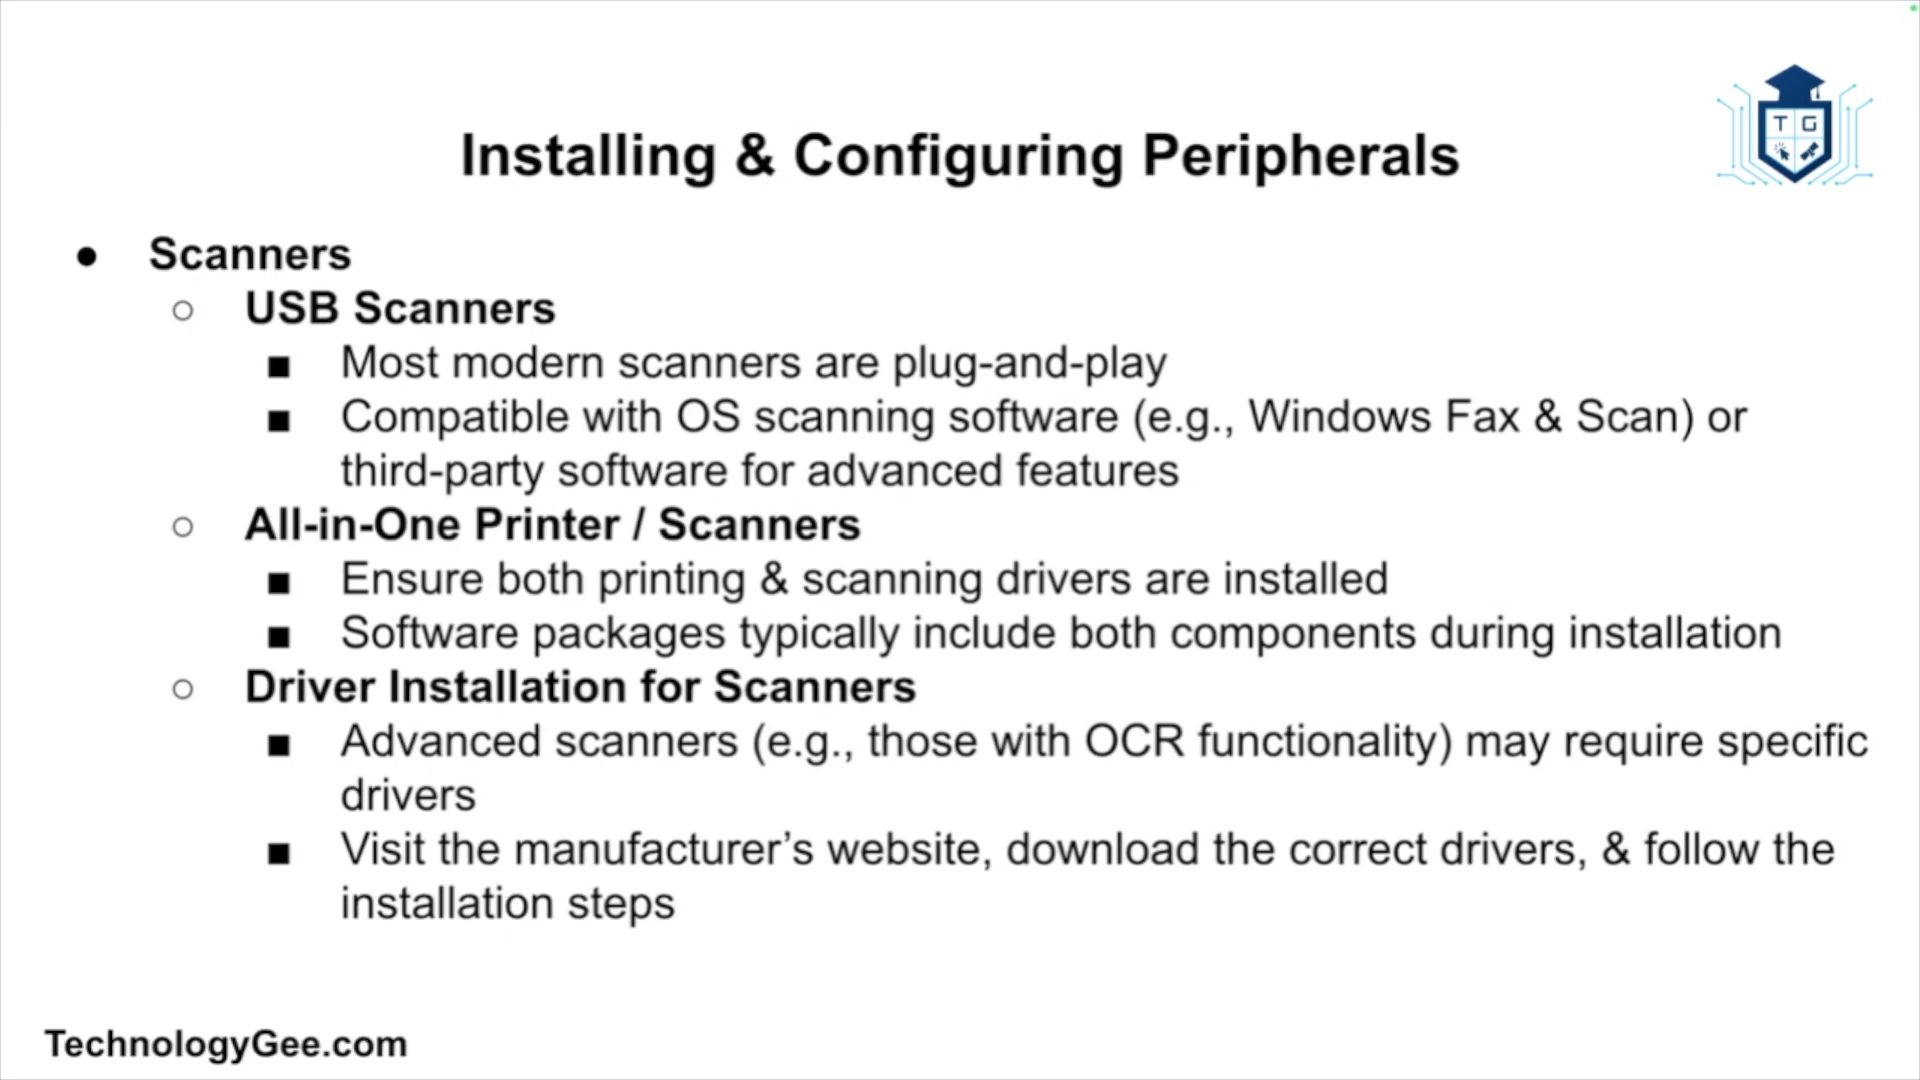 T G
Installing & Configuring Peripherals
● Scanners
○ USB Scanners
■ Most modern scanners are plug-and-play
■ Compatible with OS scanning software (e.g., Windows Fax & Scan) or
third-party software for advanced features
○ All-in-One Printer / Scanners
■ Ensure both printing & scanning drivers are installed
■ Software packages typically include both components during installation
○ Driver Installation for Scanners
■ Advanced scanners (e.g., those with OCR functionality) may require specific
drivers
■ Visit the manufacturer’s website, download the correct drivers, & follow the
installation steps
TechnologyGee.com